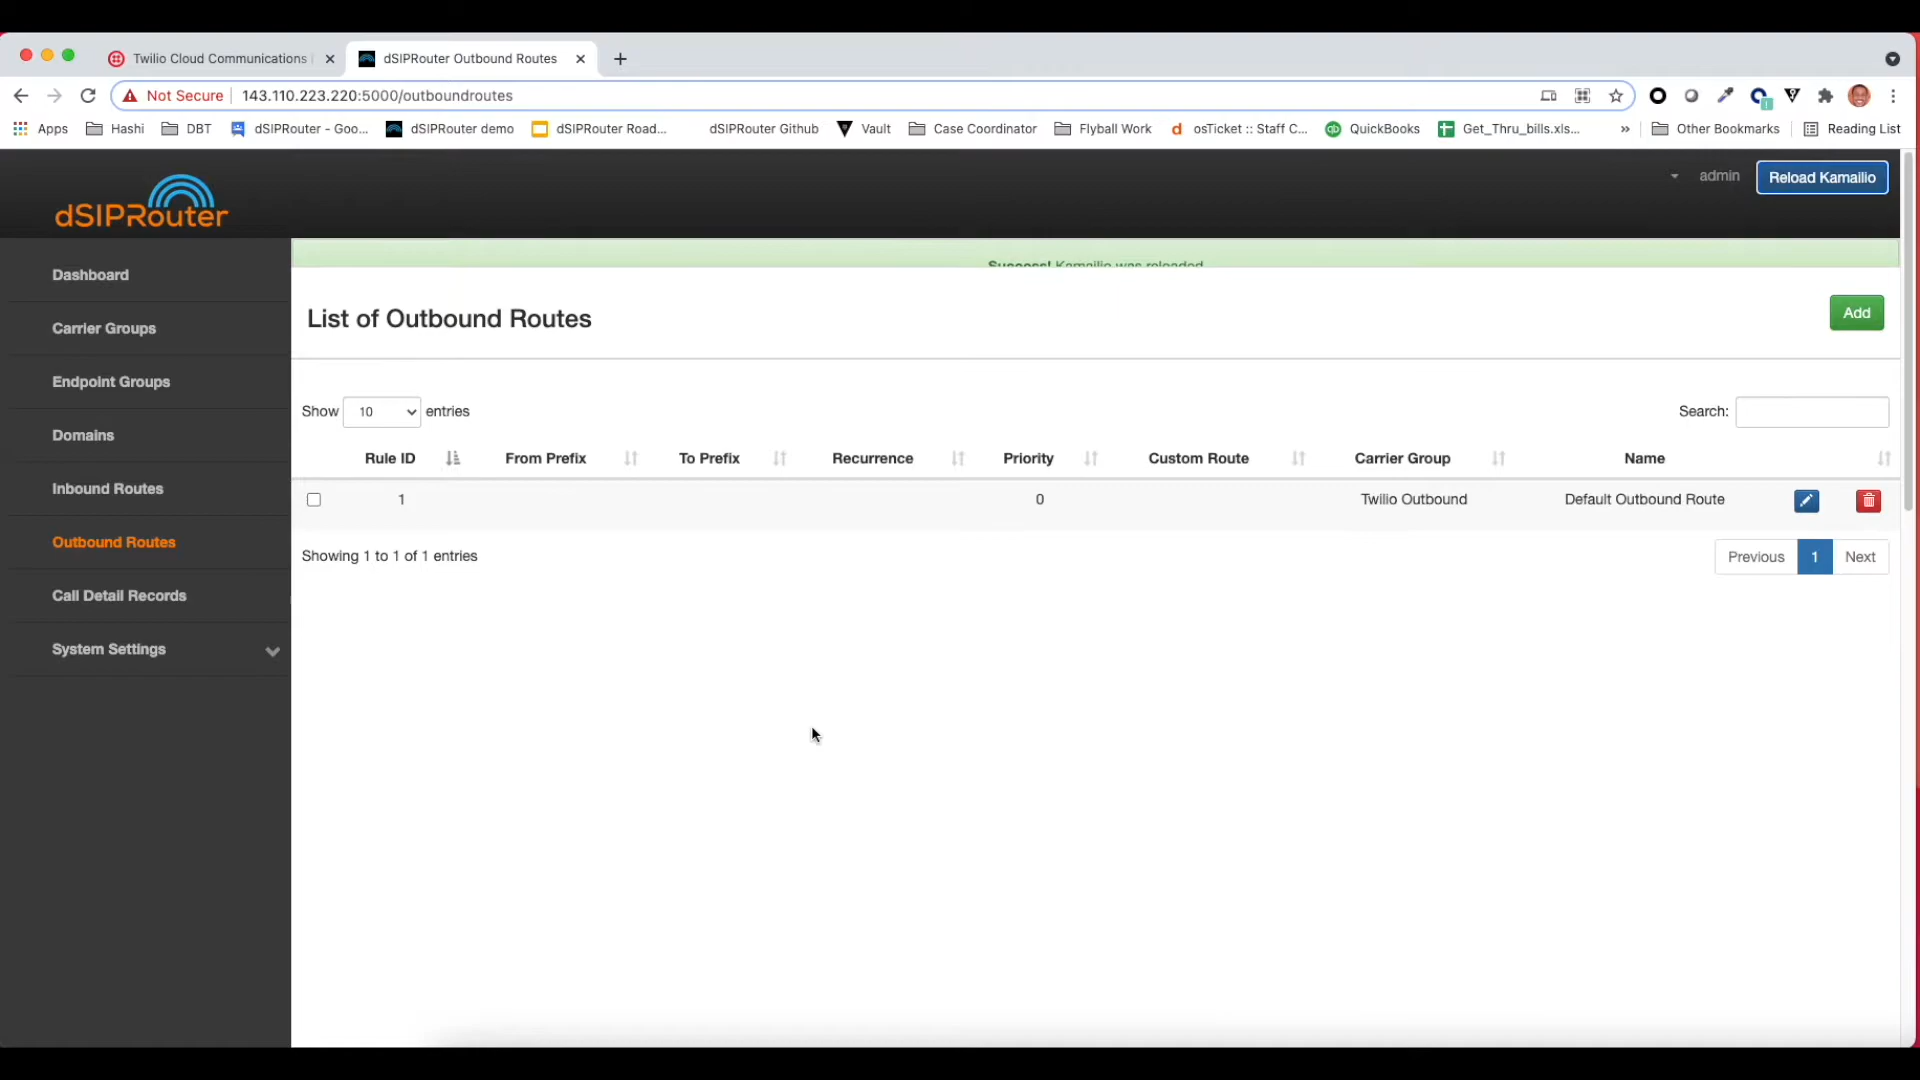 Twilio Cloud Communications
dSIPRouter Outbound Routes
Not Secure
143.110.223.220:5000/outboundroutes
Apps
Hashi
DBT
dSIPRouter - Goo...
dSIPRouter demo
dSIPRouter Road...
dSIPRouter Github
Vault
Case Coordinator
Flyball Work
osTicket :: Staff C...
QuickBooks
Get_Thru_bills.xls...
»
Other Bookmarks
Reading List
dSIPRouter
admin
Reload Kamailio
Success! Kamailio was reloaded
Dashboard
Carrier Groups
Endpoint Groups
Domains
Inbound Routes
Outbound Routes
Call Detail Records
System Settings
List of Outbound Routes
Add
Show 10 entries
Search:
Rule ID From Prefix To Prefix Recurrence Priority Custom Route Carrier Group Name
1 0 Twilio Outbound Default Outbound Route
Showing 1 to 1 of 1 entries
Previous 1 Next